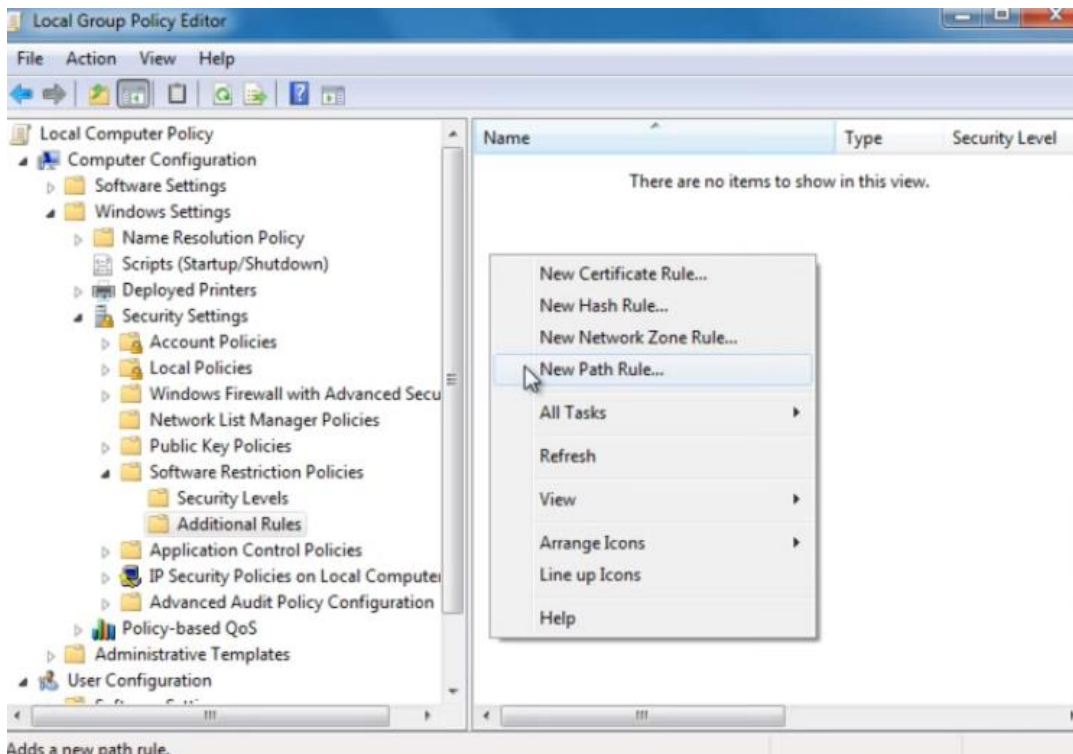 Local Group Policy Editor
File Action View Help
Local Computer Policy
Computer Configuration
Software Settings
Windows Settings
Name Resolution Policy
Scripts (Startup/Shutdown)
Deployed Printers
Security Settings
Account Policies
Local Policies
Windows Firewall with Advanced Secu
Network List Manager Policies
Public Key Policies
Software Restriction Policies
Security Levels
Additional Rules
Application Control Policies
IP Security Policies on Local Computer
Advanced Audit Policy Configuration
Policy-based QoS
Administrative Templates
User Configuration
Name Type Security Level
There are no items to show in this view.
New Certificate Rule...
New Hash Rule...
New Network Zone Rule...
New Path Rule...
All Tasks
Refresh
View
Arrange Icons
Line up Icons
Help
Adds a new path rule.